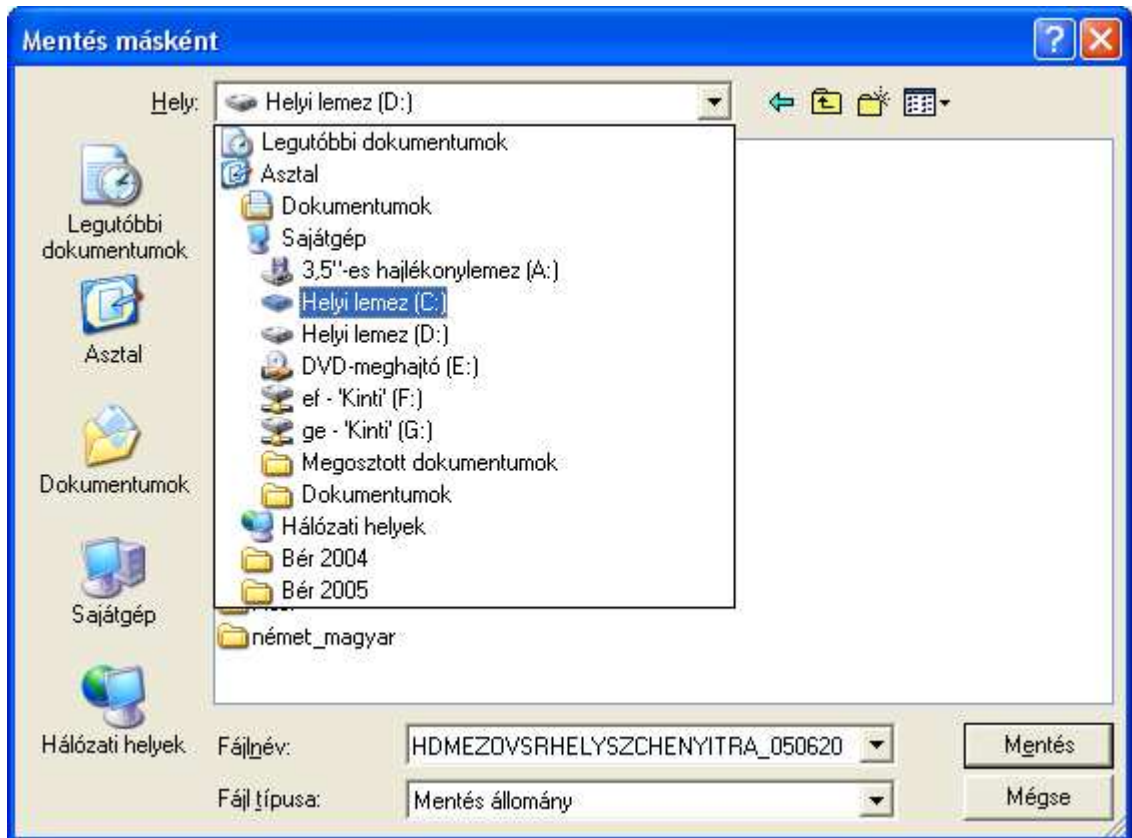 Mentés másként
Hely: Helyi lemez (D:)
Legutóbbi dokumentumok
Asztal
Dokumentumok
Sajátgép
3,5''-es hajlékonylemez (A:)
Helyi lemez (C:)
Helyi lemez (D:)
DVD-meghajtó (E:)
ef - 'Kinti' (F:)
ge - 'Kinti' (G:)
Megosztott dokumentumok
Dokumentumok
Hálózati helyek
Bér 2004
Bér 2005
német_magyar
Legutóbbi
dokumentumok
Asztal
Dokumentumok
Sajátgép
Hálózati helyek
Fájlnév: HDMEZOVSRHELYSZCHENYITRA_050620
Mentés
Fájl típusa: Mentés állomány
Mégse